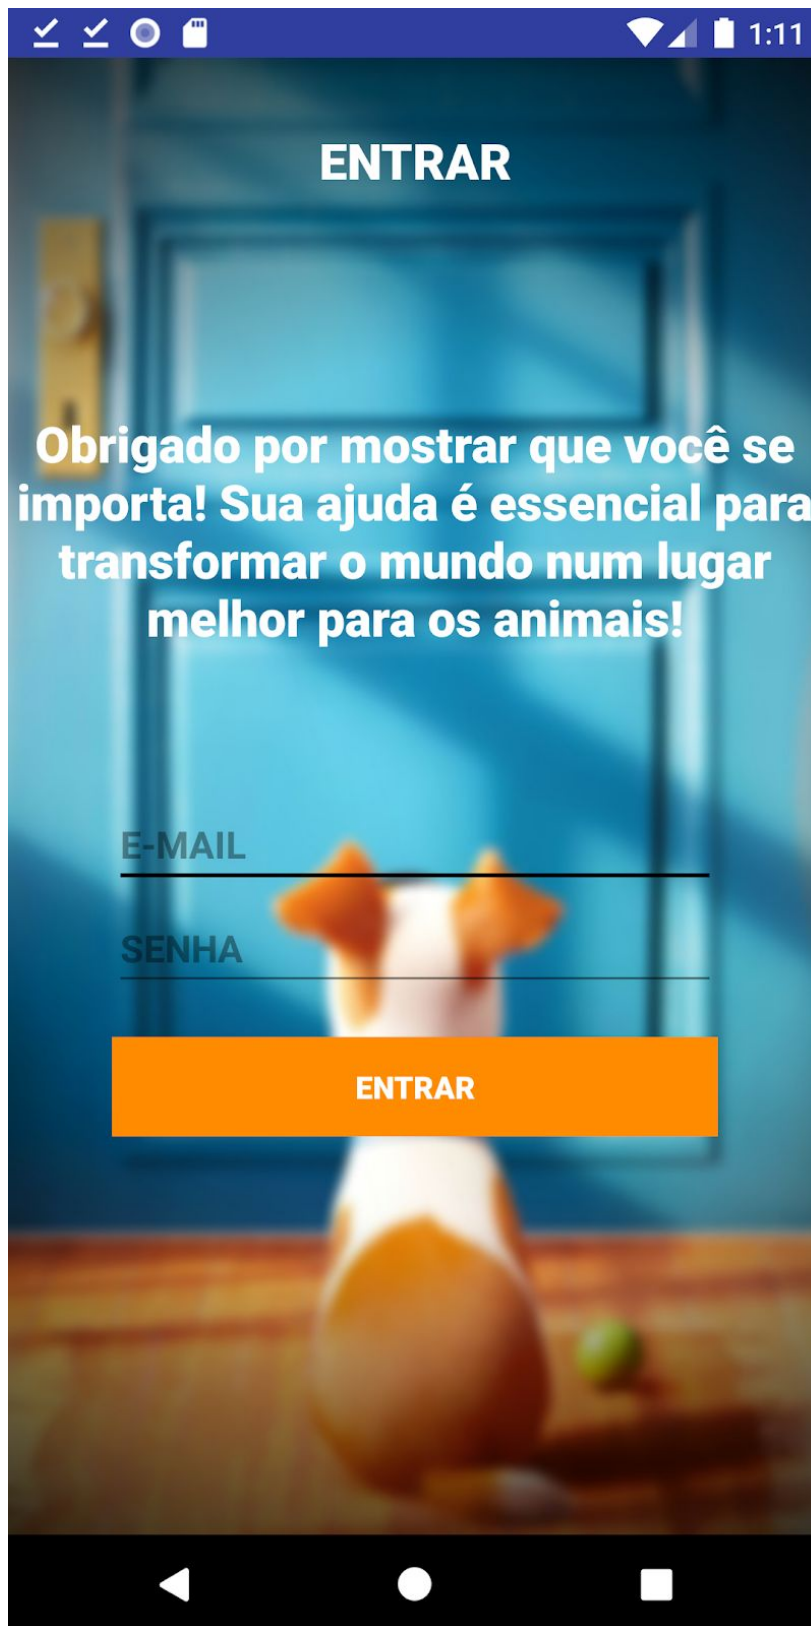 1:11
ENTRAR
Obrigado por mostrar que você se
importa! Sua ajuda é essencial para
transformar o mundo num lugar
melhor para os animais!
E-MAIL
SENHA
ENTRAR